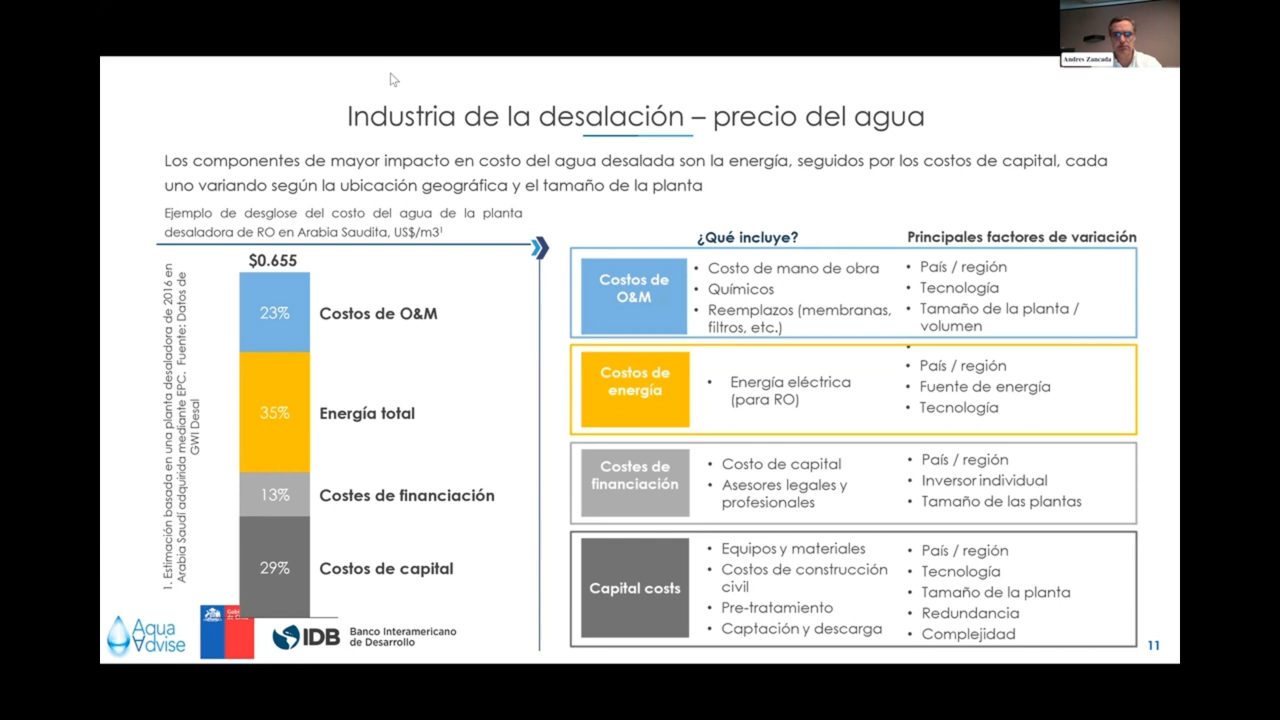 Andres Zancada
Industria de la desalación – precio del agua
Los componentes de mayor impacto en costo del agua desalada son la energía, seguidos por los costos de capital, cada
uno variando según la ubicación geográfica y el tamaño de la planta
Ejemplo de desglose del costo del agua de la planta
desaladora de RO en Arabia Saudita, US$/m3¹
$0.655
23%
Costos de O&M
35%
Energía total
13%
Costes de financiación
29%
Costos de capital
1. Estimación basada en una planta desaladora de 2016 en
Arabia Saudí adquirida mediante EPC. Fuente: Datos de
GWI Desal
¿Qué incluye?
Principales factores de variación
Costos de
O&M
• Costo de mano de obra
• Químicos
• Reemplazos (membranas,
filtros, etc.)
• País / región
• Tecnología
• Tamaño de la planta /
volumen
•
Costos de
energía
• Energía eléctrica
(para RO)
• País / región
• Fuente de energía
• Tecnología
Costes de
financiación
• Costo de capital
• Asesores legales y
profesionales
• País / región
• Inversor individual
• Tamaño de las plantas
Capital costs
• Equipos y materiales
• Costos de construcción
civil
• Pre-tratamiento
• Captación y descarga
• País / región
• Tecnología
• Tamaño de la planta
• Redundancia
• Complejidad
Aqua
Advise
IDB
Banco Interamericano
de Desarrollo
11